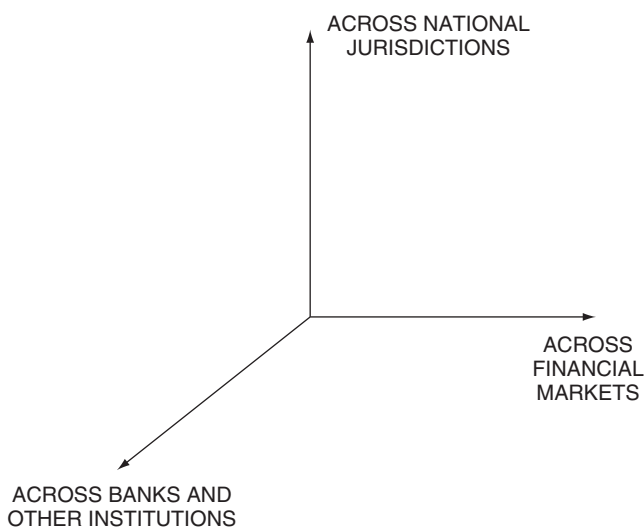 ACROSS NATIONAL
JURISDICTIONS
ACROSS
FINANCIAL
MARKETS
ACROSS BANKS AND
OTHER INSTITUTIONS